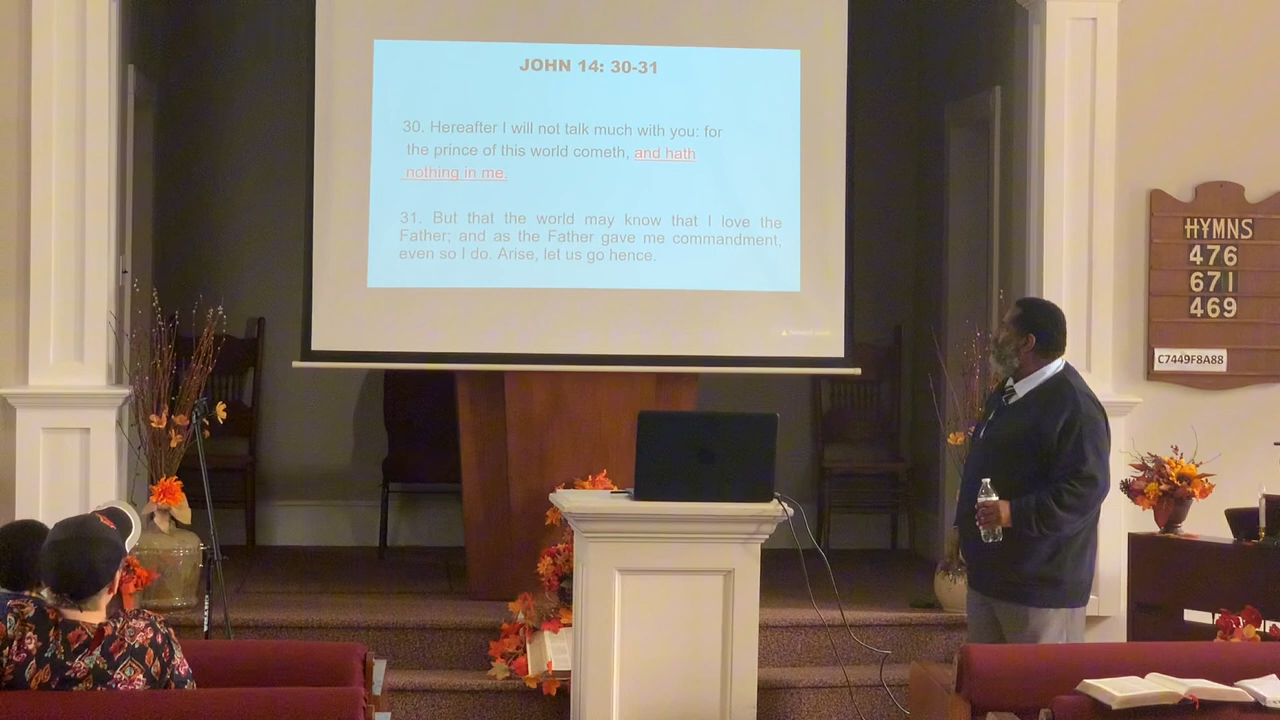 JOHN 14: 30-31
30. Hereafter I will not talk much with you: for
the prince of this world cometh, and hath
nothing in me.
31. But that the world may know that I love the
Father; and as the Father gave me commandment,
even so I do. Arise, let us go hence.
HYMNS
476
671
469
C7449F8A88